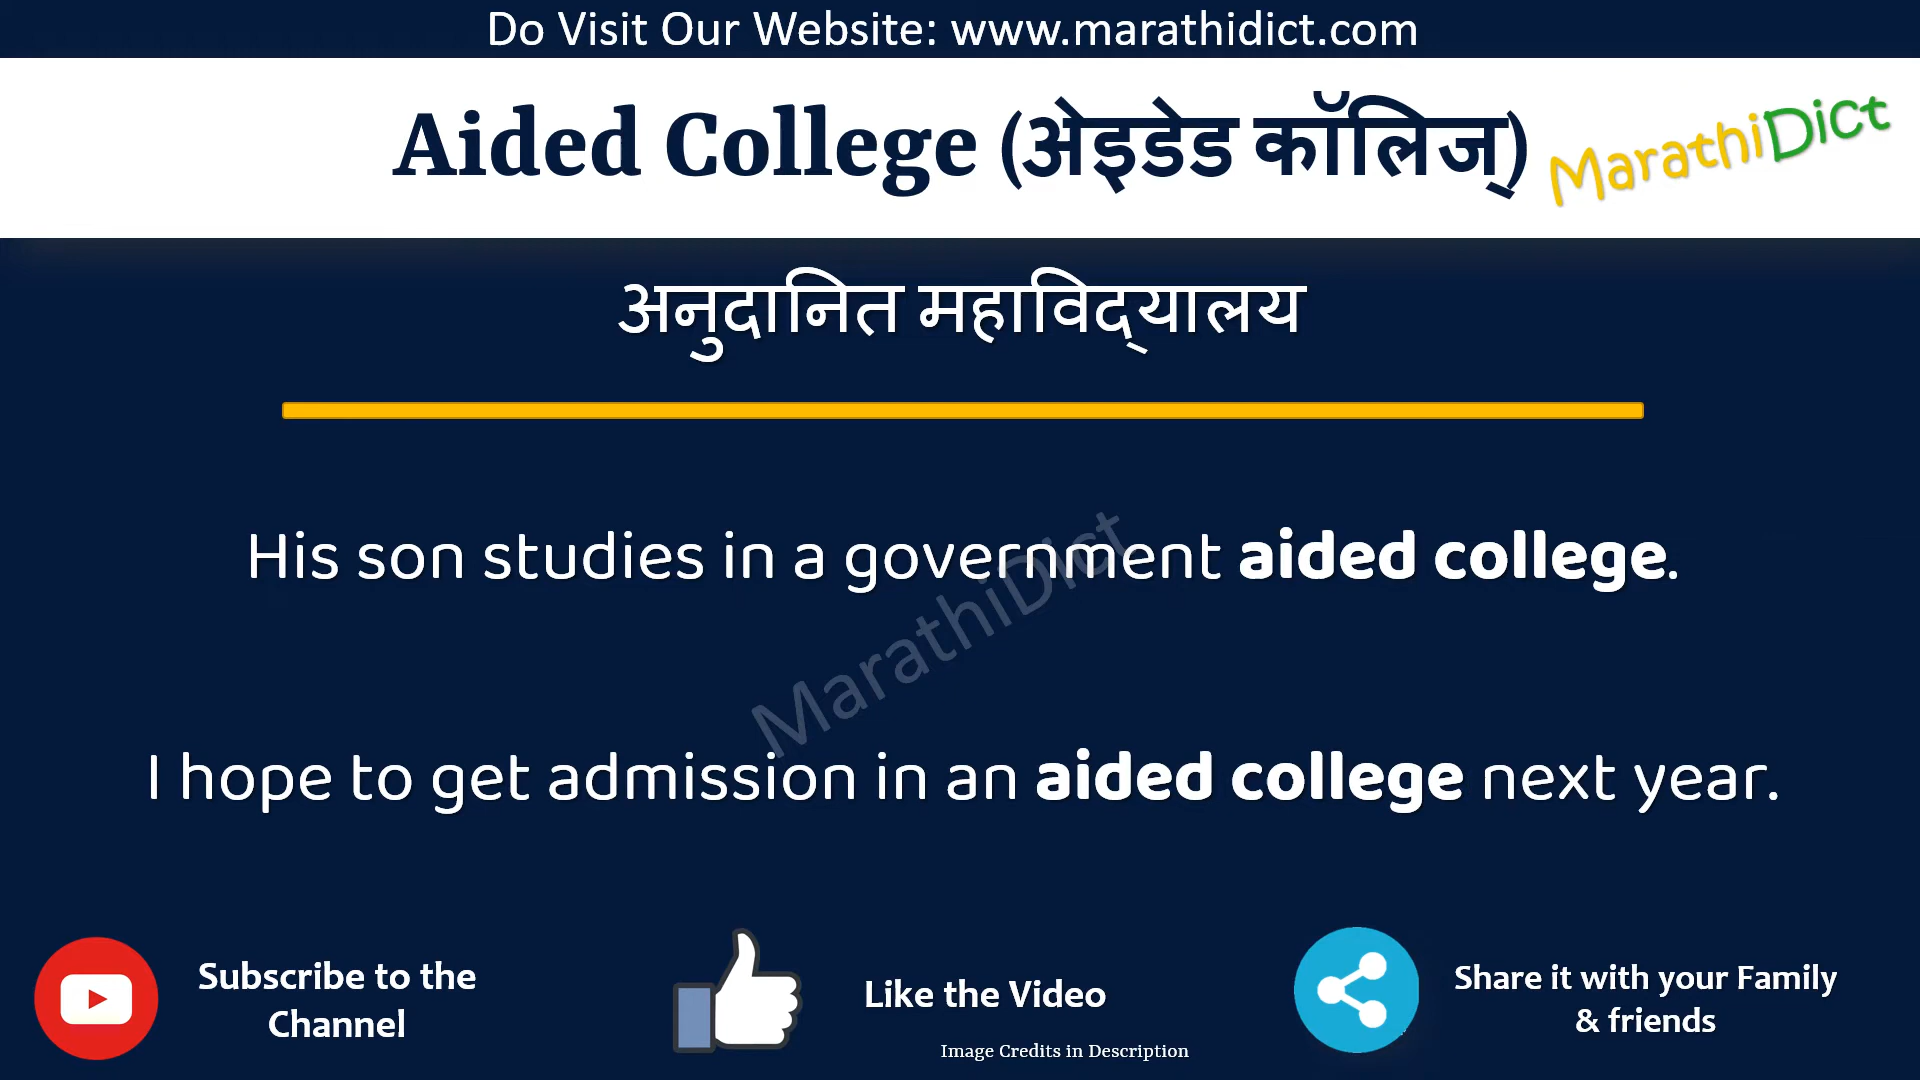 Do Visit Our Website: www.marathidict.com
Aided College (अेइडेड कॉलिज्)
MarathiDict
अनुदानित महाविद्‌यालय
His son studies in a government aided college.
MarathiDict
I hope to get admission in an aided college next year.
Subscribe to the
Channel
Like the Video
Share it with your Family
& friends
Image Credits in Description